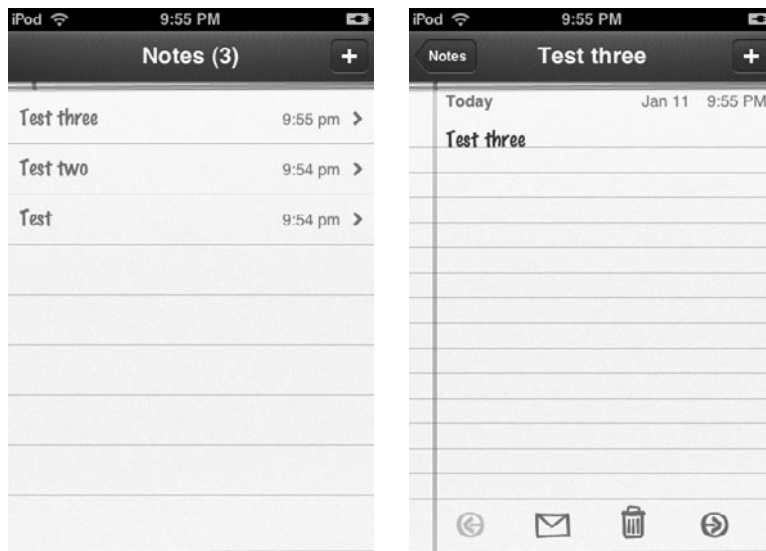 iPod 9:55 PM
Notes (3) +
Test three 9:55 pm >
Test two 9:54 pm >
Test 9:54 pm >
iPod 9:55 PM
Notes Test three +
Today Jan 11 9:55 PM
Test three